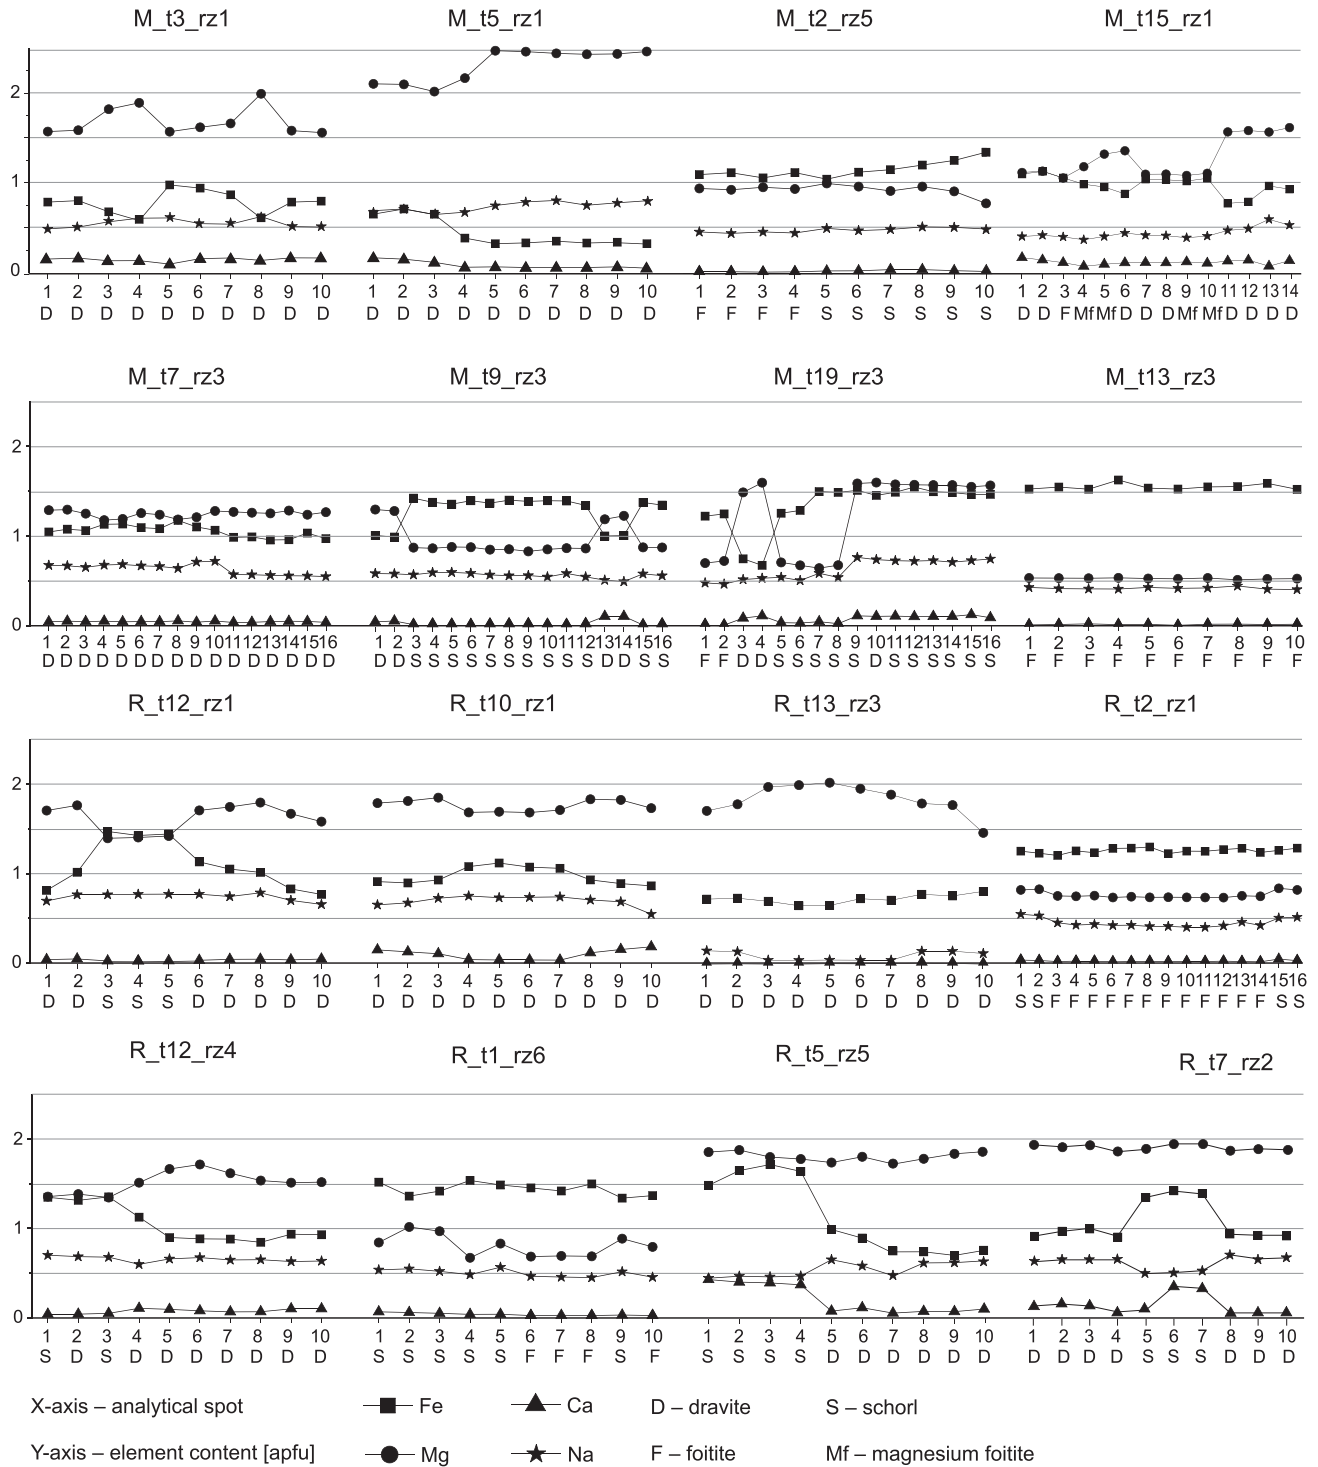 M_t3_rz1 M_t5_rz1 M_t2_rz5 M_t15_rz1
2
1
0
1 2 3 4 5 6 7 8 9 10 1 2 3 4 5 6 7 8 9 10 1 2 3 4 5 6 7 8 9 10 1 2 3 4 5 6 7 8 9 10 11 12 13 14
D D D D D D D D D D D D D D D D D D D D F F F F S S S S S S D D F Mf Mf D D D Mf Mf D D D D
M_t7_rz3 M_t9_rz3 M_t19_rz3 M_t13_rz3
2
1
0
1 2 3 4 5 6 7 8 9 10 11 12 13 14 15 16 1 2 3 4 5 6 7 8 9 10 11 12 13 14 15 16 1 2 3 4 5 6 7 8 9 10 11 12 13 14 15 16 1 2 3 4 5 6 7 8 9 10
D D D D D D D D D D D D D D D D D D S S S S S S S S S S D D S S F F D D S S S S S D S S S S S S F F F F F F F F F F
R_t12_rz1 R_t10_rz1 R_t13_rz3 R_t2_rz1
2
1
0
1 2 3 4 5 6 7 8 9 10 1 2 3 4 5 6 7 8 9 10 1 2 3 4 5 6 7 8 9 10 1 2 3 4 5 6 7 8 9 10 11 12 13 14 15 16
D D S S S D D D D D D D D D D D D D D D D D D D D D D D D D S S F F F F F F F F F F F F S S
R_t12_rz4 R_t1_rz6 R_t5_rz5 R_t7_rz2
2
1
0
1 2 3 4 5 6 7 8 9 10 1 2 3 4 5 6 7 8 9 10 1 2 3 4 5 6 7 8 9 10 1 2 3 4 5 6 7 8 9 10
S D S D D D D D D D S S S S S F F F S F S S S S D D D D D D D D D D S S S D D D
X-axis – analytical spot Fe Ca D – dravite S – schorl
Y-axis – element content [apfu] Mg Na F – foitite Mf – magnesium foitite